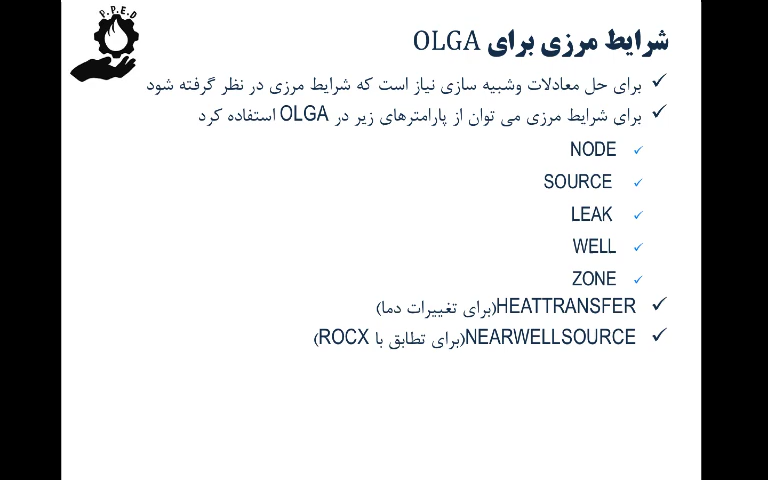 P.P.E.D
شرایط مرزی برای OLGA
✓ برای حل معادلات وشبیه سازی نیاز است که شرایط مرزی در نظر گرفته شود
✓ برای شرایط مرزی می توان از پارامترهای زیر در OLGA استفاده کرد
✓ NODE
✓ SOURCE
✓ LEAK
✓ WELL
✓ ZONE
✓ HEATTRANSFER(برای تغییرات دما)
✓ NEARWELLSOURCE(برای تطابق با ROCX)